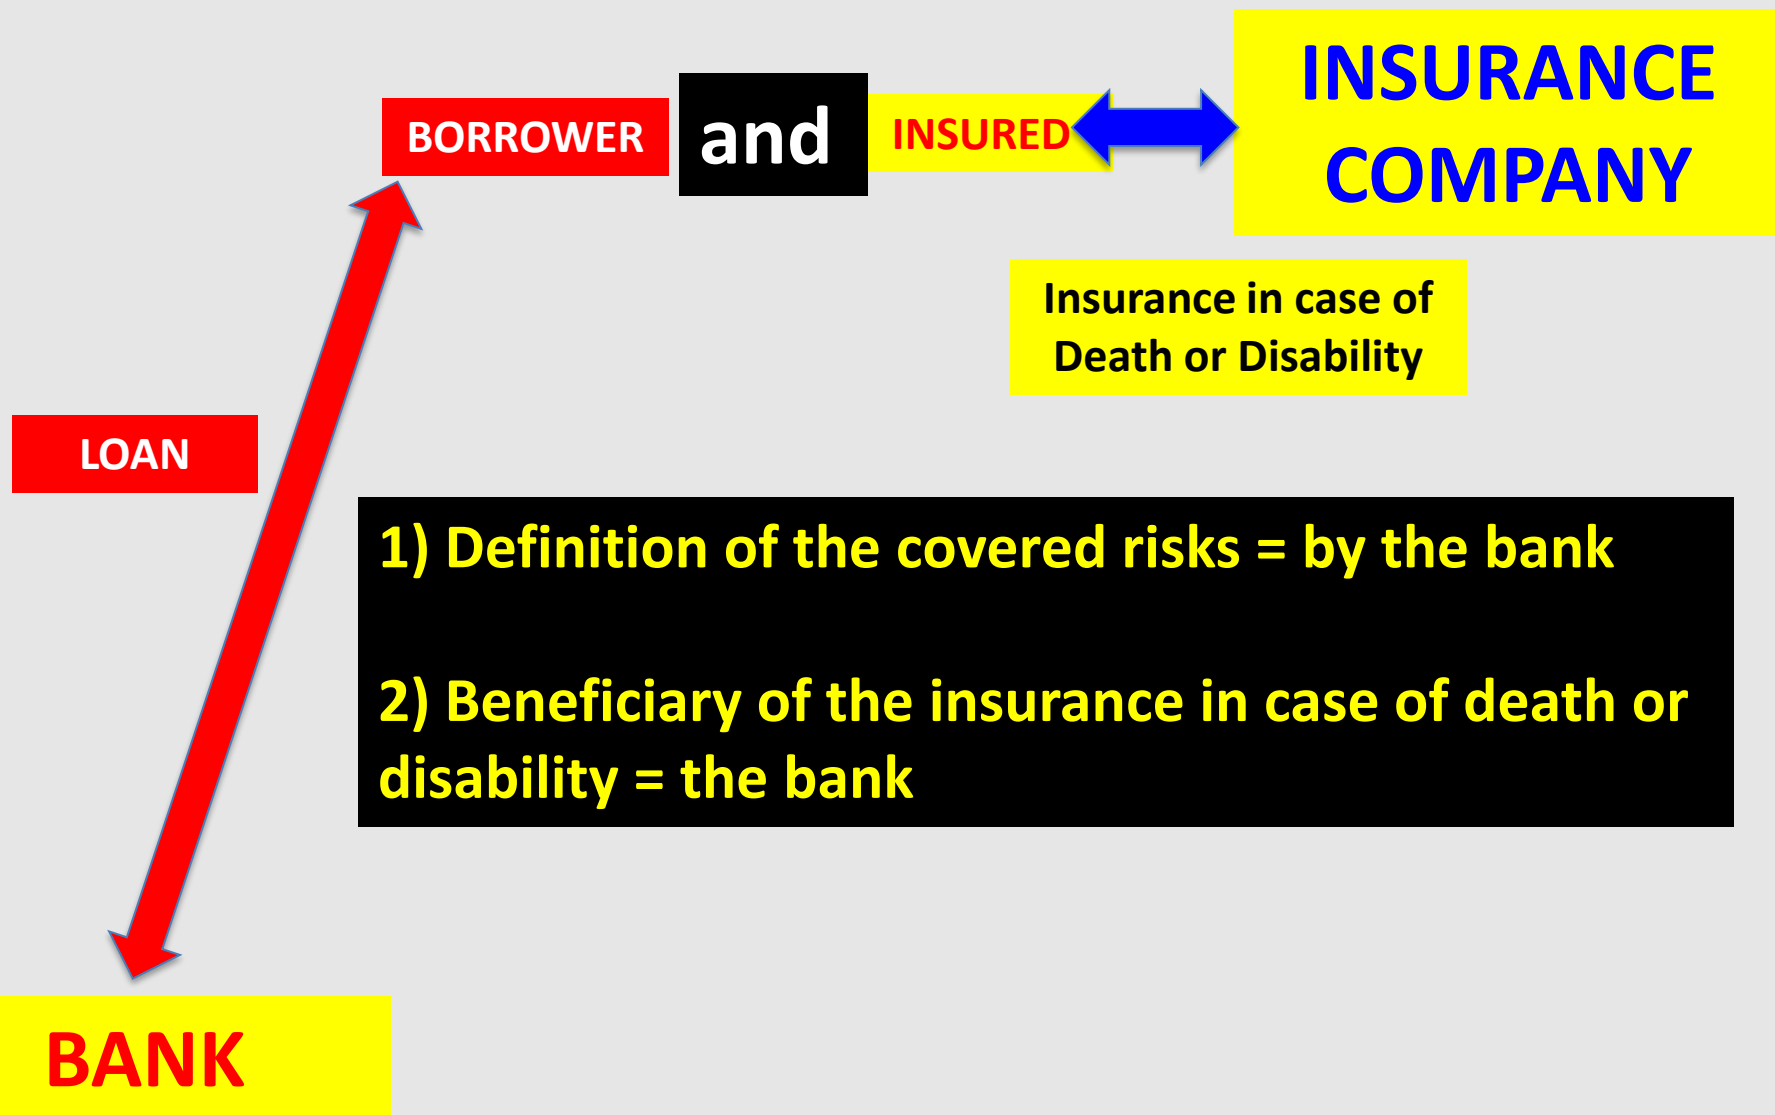 BORROWER
and
INSURED
INSURANCE
COMPANY
Insurance in case of
Death or Disability
LOAN
1) Definition of the covered risks = by the bank
2) Beneficiary of the insurance in case of death or
disability = the bank
BANK